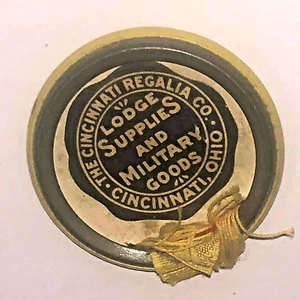 · THE CINCINNATI REGALIA CO. ·
LODGE
SUPPLIES
AND
MILITARY
GOODS
CINCINNATI, OHIO